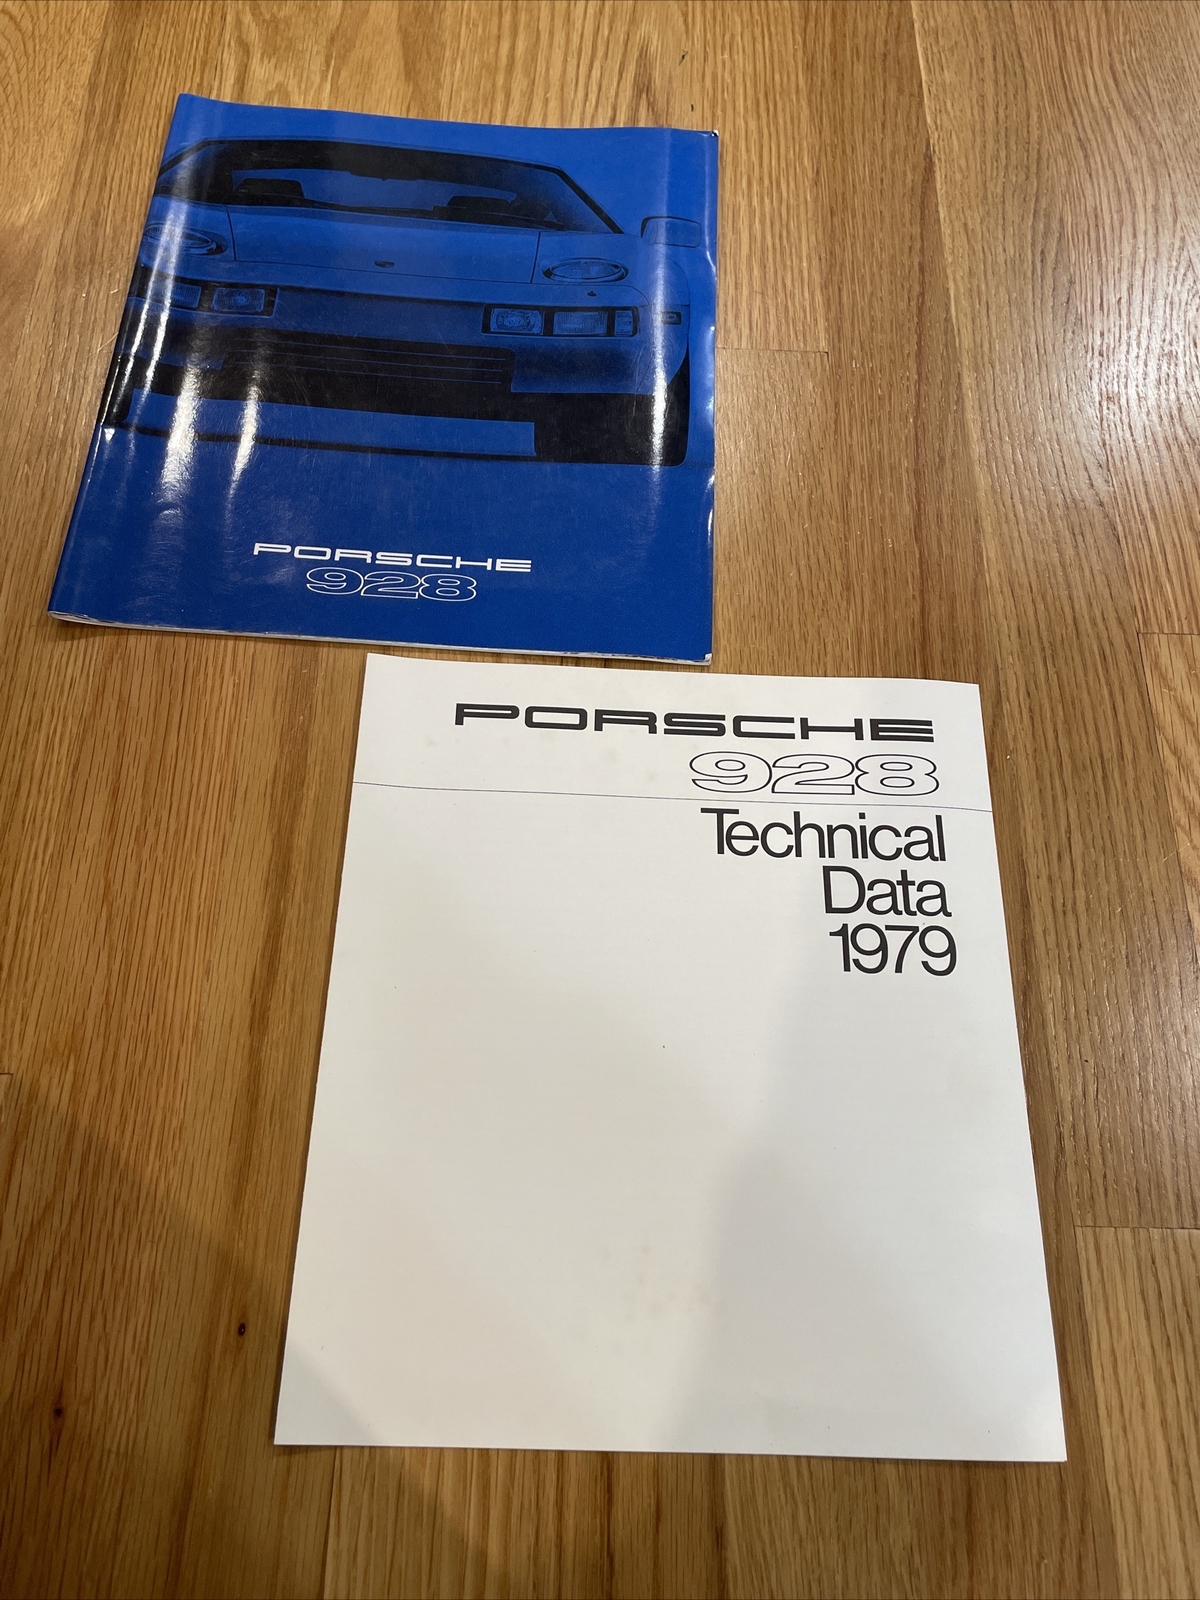 PORSCHE
928
PORSCHE
928
Technical
Data
1979